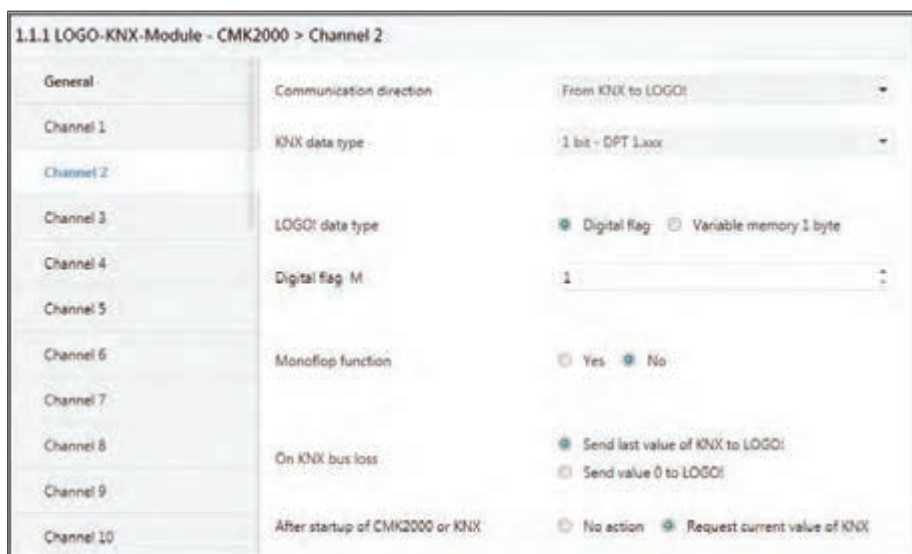 1.1.1 LOGO-KNX-Module - CMK2000 > Channel 2
General
Channel 1
Channel 2
Channel 3
Channel 4
Channel 5
Channel 6
Channel 7
Channel 8
Channel 9
Channel 10
Communication direction From KNX to LOGO!
KNX data type 1 bit - DPT 1.xxx
LOGO! data type Digital flag Variable memory 1 byte
Digital flag M 1
Monoflop function Yes No
On KNX bus loss Send last value of KNX to LOGO!
Send value 0 to LOGO!
After startup of CMK2000 or KNX No action Request current value of KNX